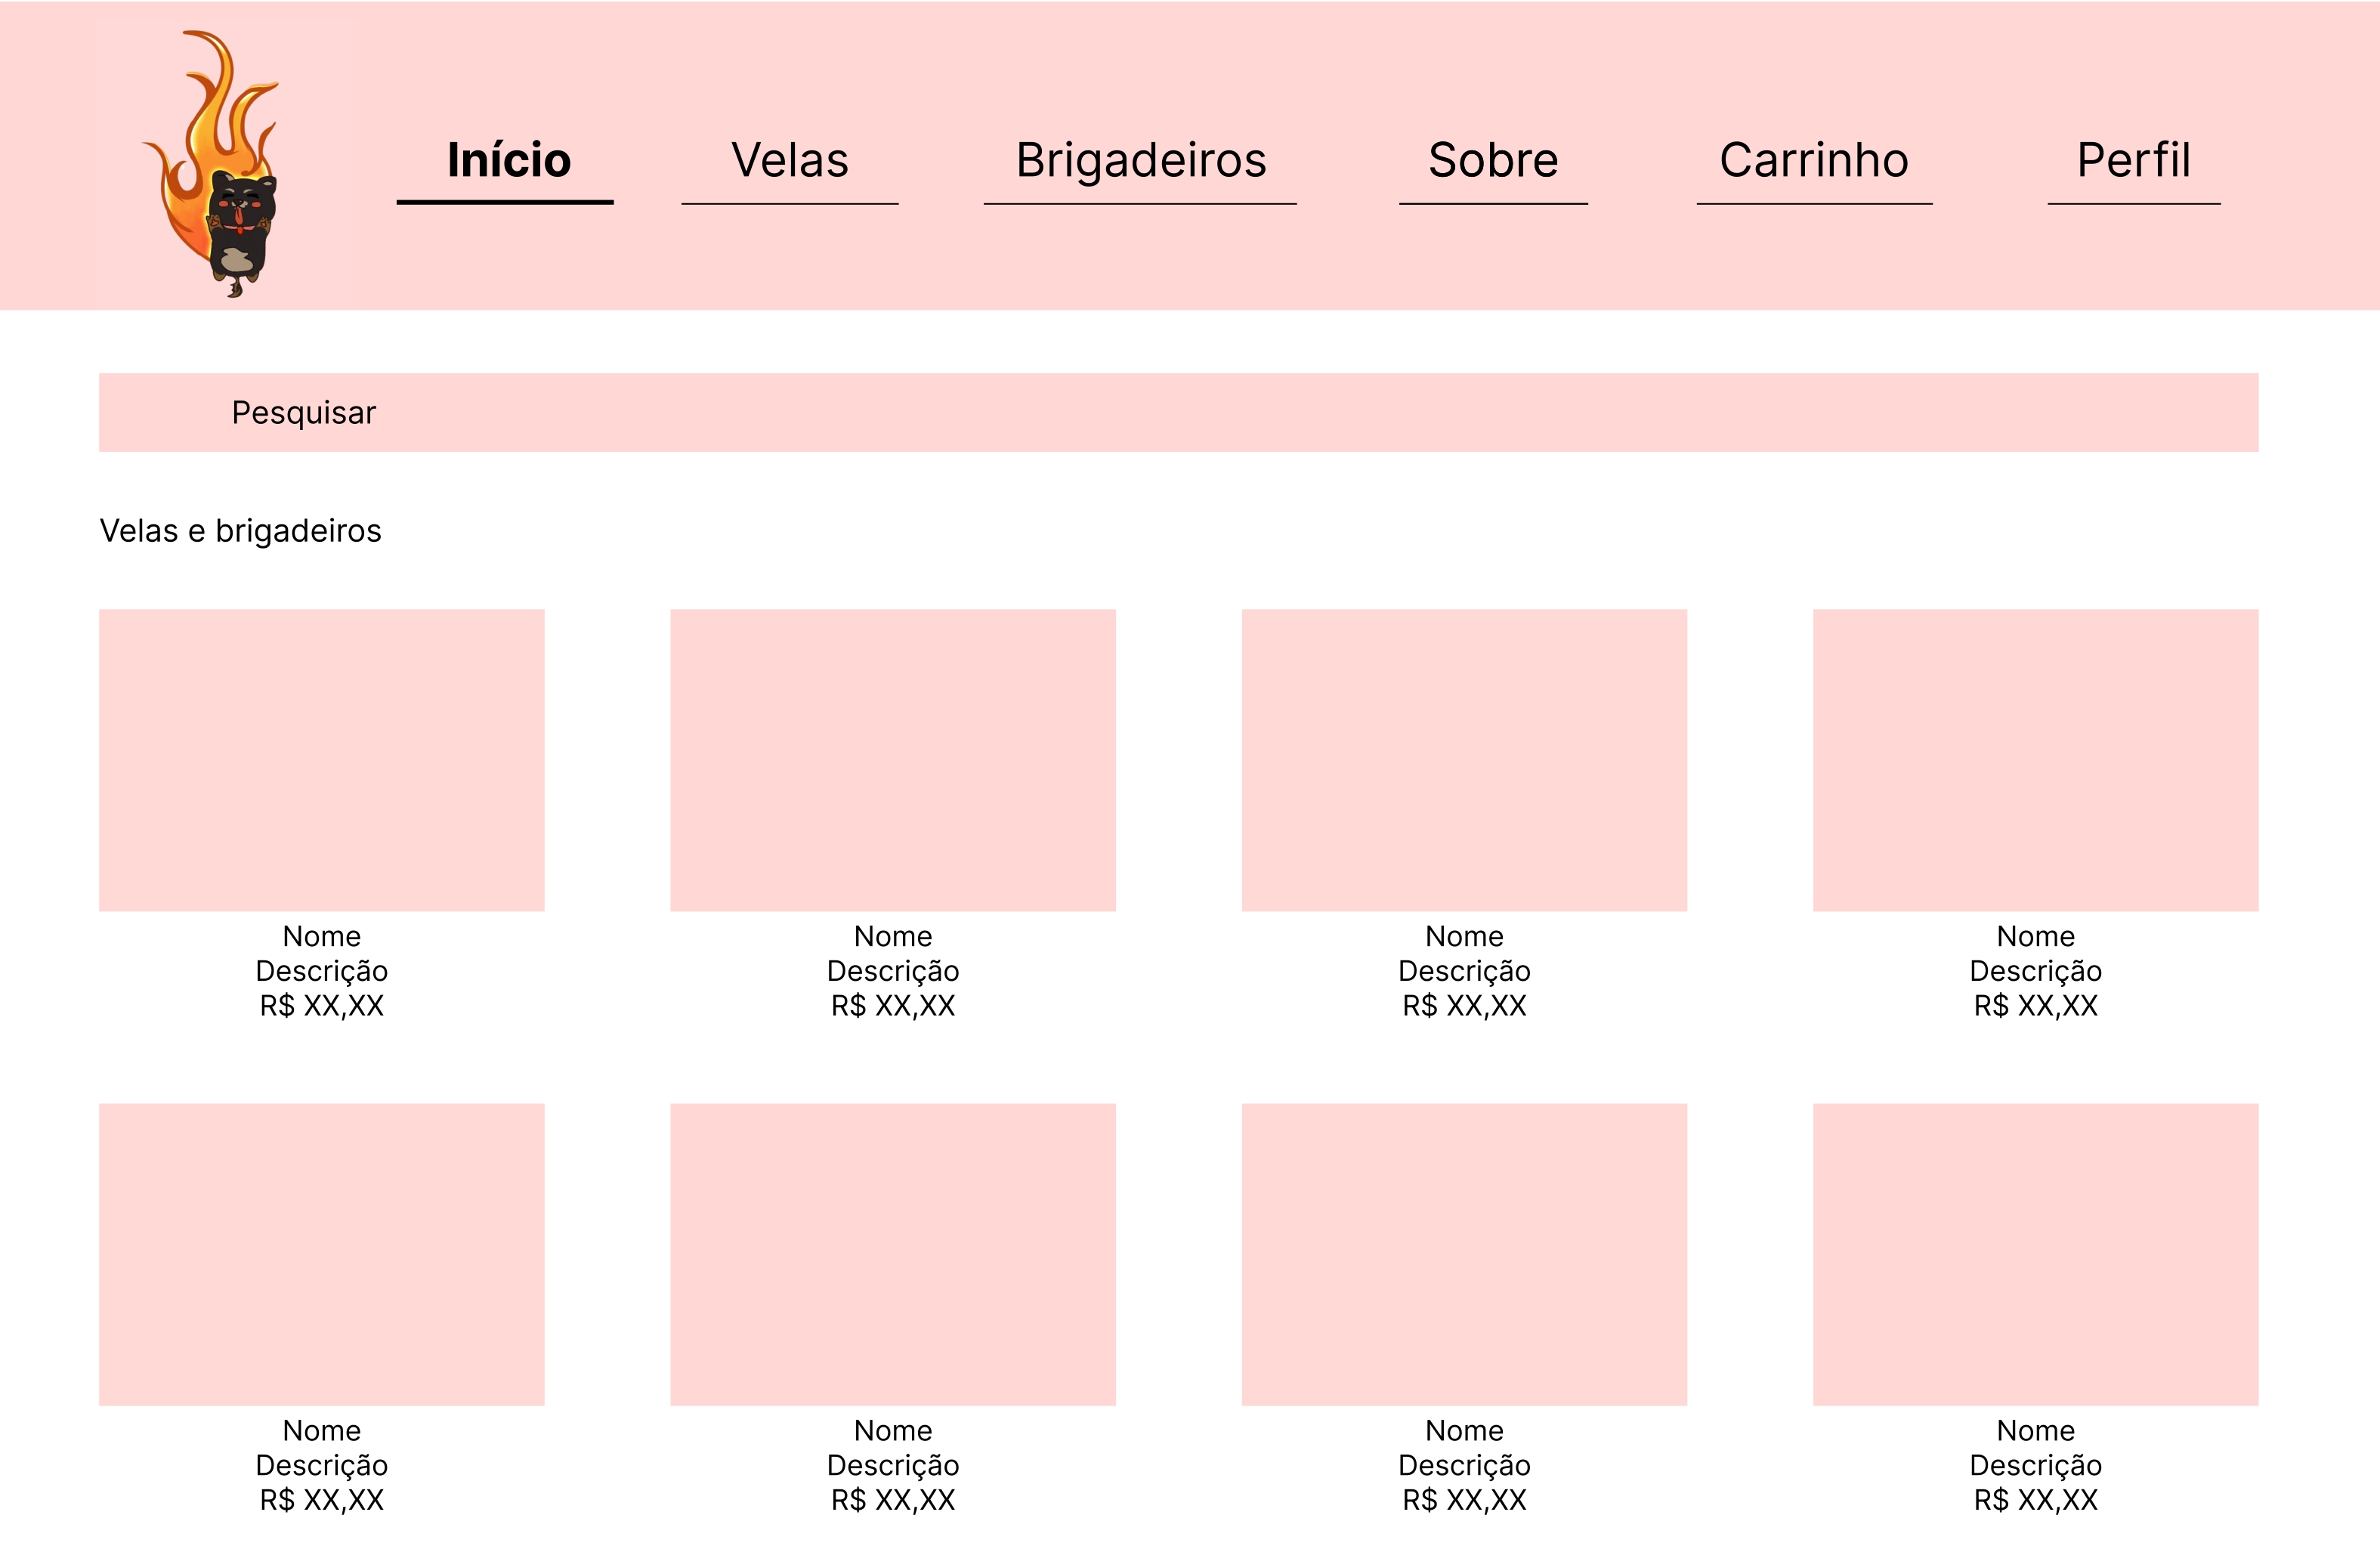 Início Velas Brigadeiros Sobre Carrinho Perfil
Pesquisar
Velas e brigadeiros
Nome Nome Nome Nome
Descrição Descrição Descrição Descrição
R$ XX,XX R$ XX,XX R$ XX,XX R$ XX,XX
Nome Nome Nome Nome
Descrição Descrição Descrição Descrição
R$ XX,XX R$ XX,XX R$ XX,XX R$ XX,XX